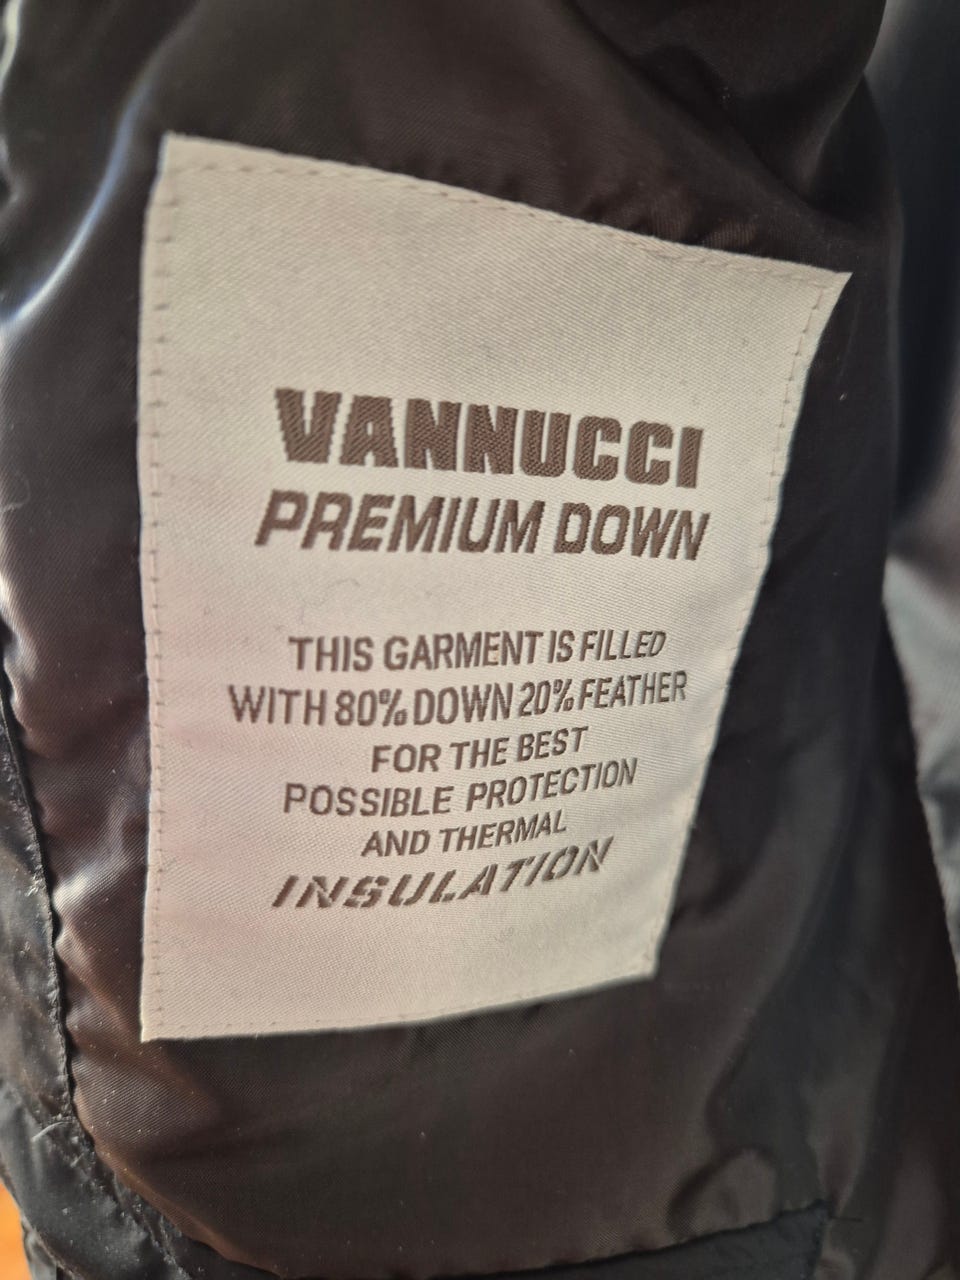 VANNUCCI
PREMIUM DOWN
THIS GARMENT IS FILLED
WITH 80% DOWN 20% FEATHER
FOR THE BEST
POSSIBLE PROTECTION
AND THERMAL
INSULATION